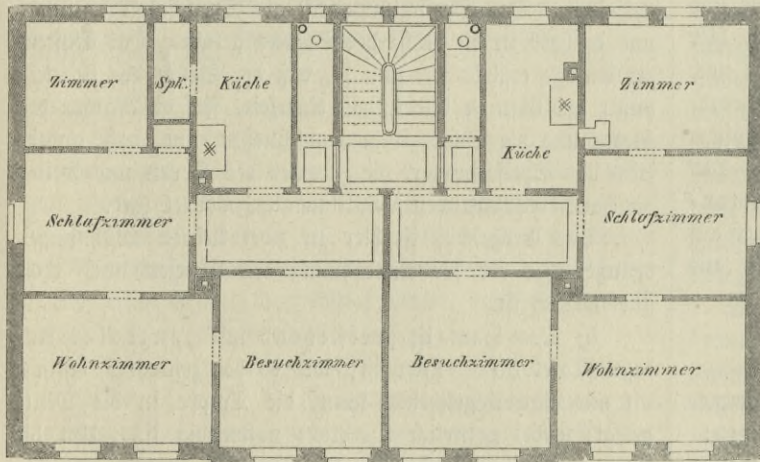 Zimmer
Spk.
Küche
Zimmer
Küche
Schlafzimmer
Schlafzimmer
Wohnzimmer
Besuchzimmer
Besuchzimmer
Wohnzimmer